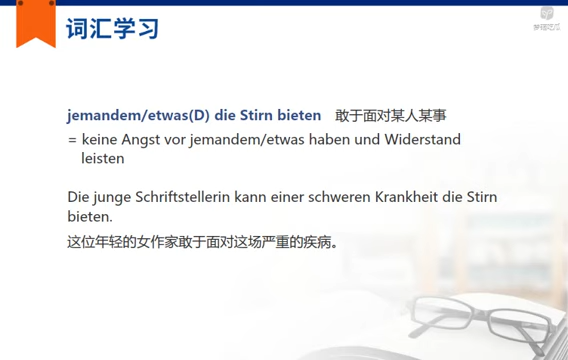 词汇学习
jemandem/etwas(D) die Stirn bieten 敢于面对某人某事
= keine Angst vor jemandem/etwas haben und Widerstand
leisten
Die junge Schriftstellerin kann einer schweren Krankheit die Stirn
bieten.
这位年轻的女作家敢于面对这场严重的疾病。